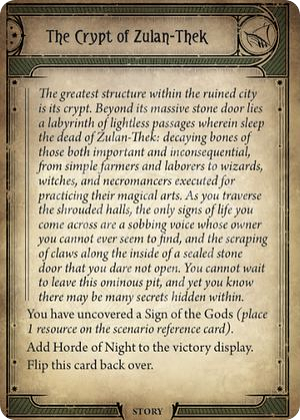 The Crypt of Zulan-Thek
The greatest structure within the ruined city
is its crypt. Beyond its massive stone door lies
a labyrinth of lightless passages wherein sleep
the dead of Zulan-Thek: decaying bones of
those both important and inconsequential,
from simple farmers and laborers to wizards,
witches, and necromancers executed for
practicing their magical arts. As you traverse
the shrouded halls, the only signs of life you
come across are a sobbing voice whose owner
you cannot ever seem to find, and the scraping
of claws along the inside of a sealed stone
door that you dare not open. You cannot wait
to leave this ominous pit, and yet you know
there may be many secrets hidden within.
You have uncovered a Sign of the Gods (place
1 resource on the scenario reference card).
Add Horde of Night to the victory display.
Flip this card back over.
STORY